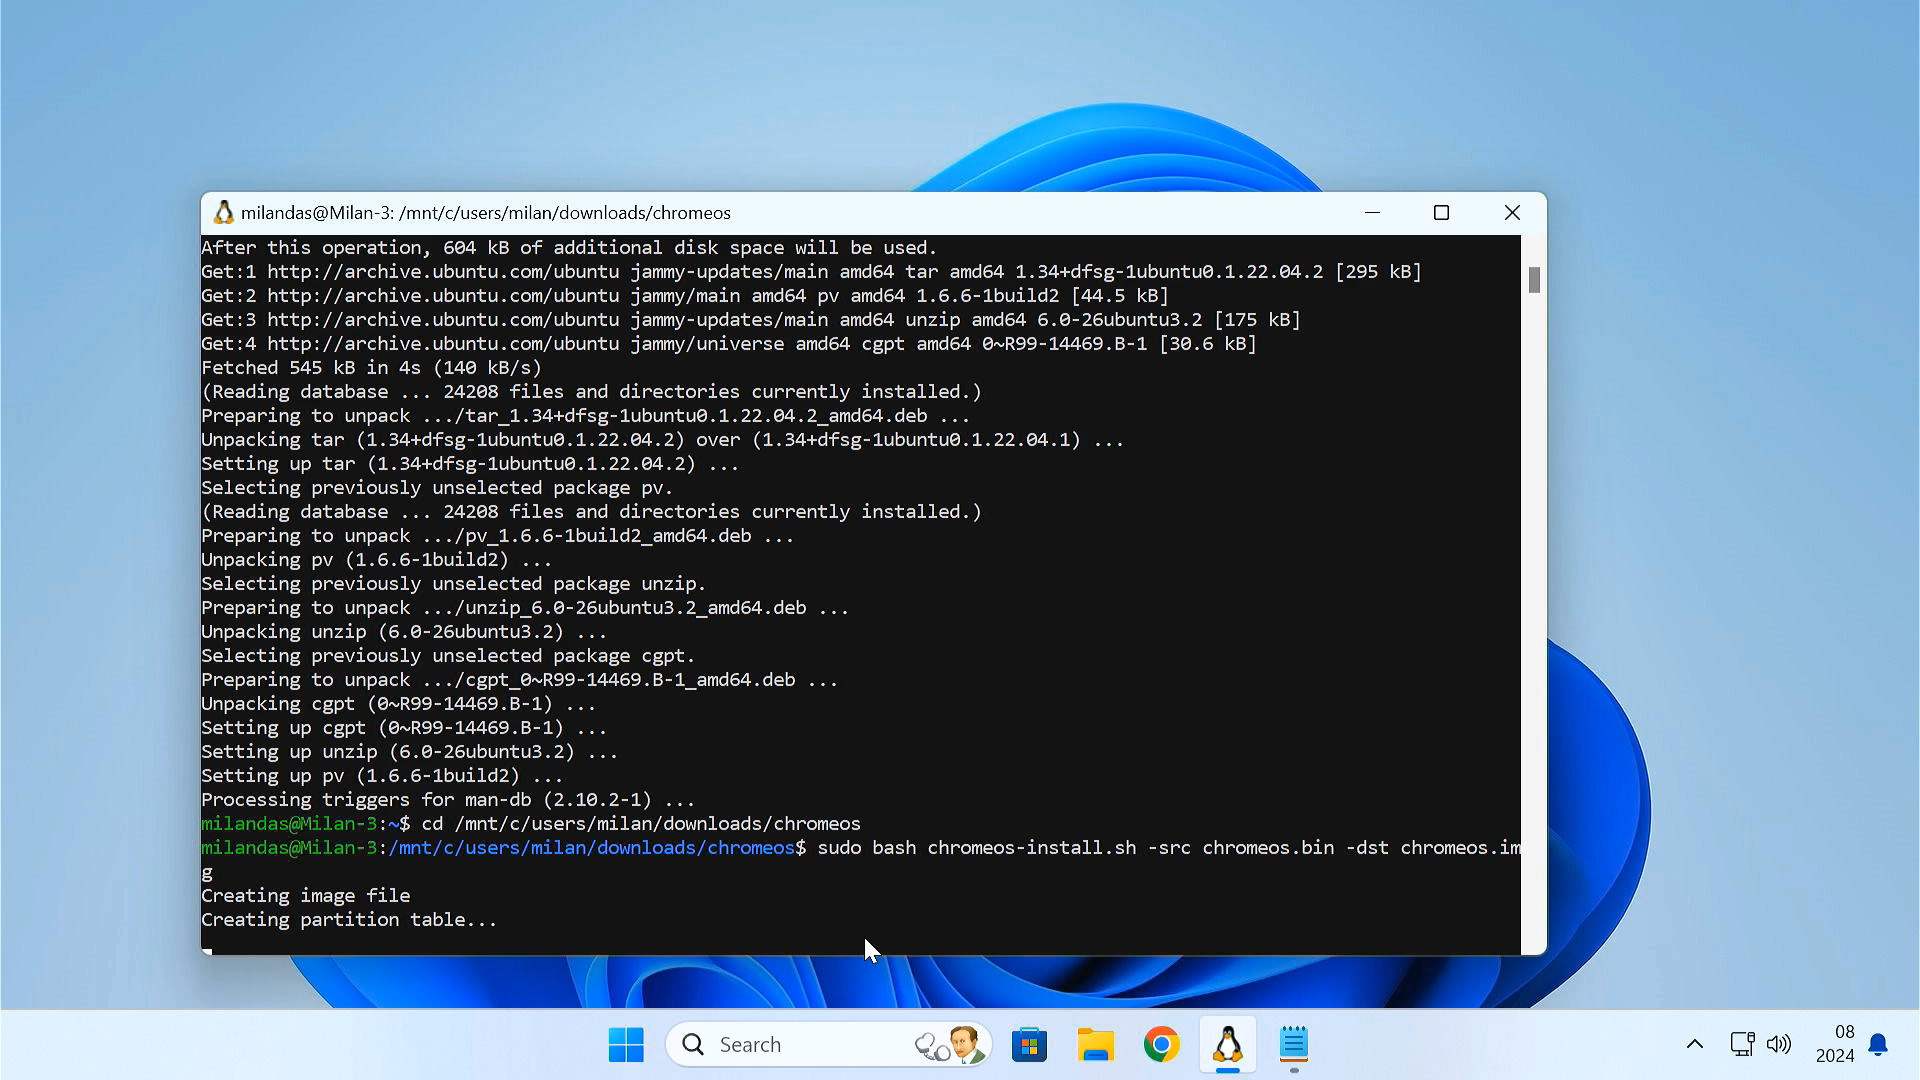 milandas@Milan-3: /mnt/c/users/milan/downloads/chromeos
After this operation, 604 kB of additional disk space will be used.
Get:1 http://archive.ubuntu.com/ubuntu jammy-updates/main amd64 tar amd64 1.34+dfsg-1ubuntu0.1.22.04.2 [295 kB]
Get:2 http://archive.ubuntu.com/ubuntu jammy/main amd64 pv amd64 1.6.6-1build2 [44.5 kB]
Get:3 http://archive.ubuntu.com/ubuntu jammy-updates/main amd64 unzip amd64 6.0-26ubuntu3.2 [175 kB]
Get:4 http://archive.ubuntu.com/ubuntu jammy/universe amd64 cgpt amd64 0~R99-14469.B-1 [30.6 kB]
Fetched 545 kB in 4s (140 kB/s)
(Reading database ... 24208 files and directories currently installed.)
Preparing to unpack .../tar_1.34+dfsg-1ubuntu0.1.22.04.2_amd64.deb ...
Unpacking tar (1.34+dfsg-1ubuntu0.1.22.04.2) over (1.34+dfsg-1ubuntu0.1.22.04.1) ...
Setting up tar (1.34+dfsg-1ubuntu0.1.22.04.2) ...
Selecting previously unselected package pv.
(Reading database ... 24208 files and directories currently installed.)
Preparing to unpack .../pv_1.6.6-1build2_amd64.deb ...
Unpacking pv (1.6.6-1build2) ...
Selecting previously unselected package unzip.
Preparing to unpack .../unzip_6.0-26ubuntu3.2_amd64.deb ...
Unpacking unzip (6.0-26ubuntu3.2) ...
Selecting previously unselected package cgpt.
Preparing to unpack .../cgpt_0~R99-14469.B-1_amd64.deb ...
Unpacking cgpt (0~R99-14469.B-1) ...
Setting up cgpt (0~R99-14469.B-1) ...
Setting up unzip (6.0-26ubuntu3.2) ...
Setting up pv (1.6.6-1build2) ...
Processing triggers for man-db (2.10.2-1) ...
milandas@Milan-3:~$ cd /mnt/c/users/milan/downloads/chromeos
milandas@Milan-3:/mnt/c/users/milan/downloads/chromeos$ sudo bash chromeos-install.sh -src chromeos.bin -dst chromeos.im
g
Creating image file
Creating partition table...
Search
08
2024